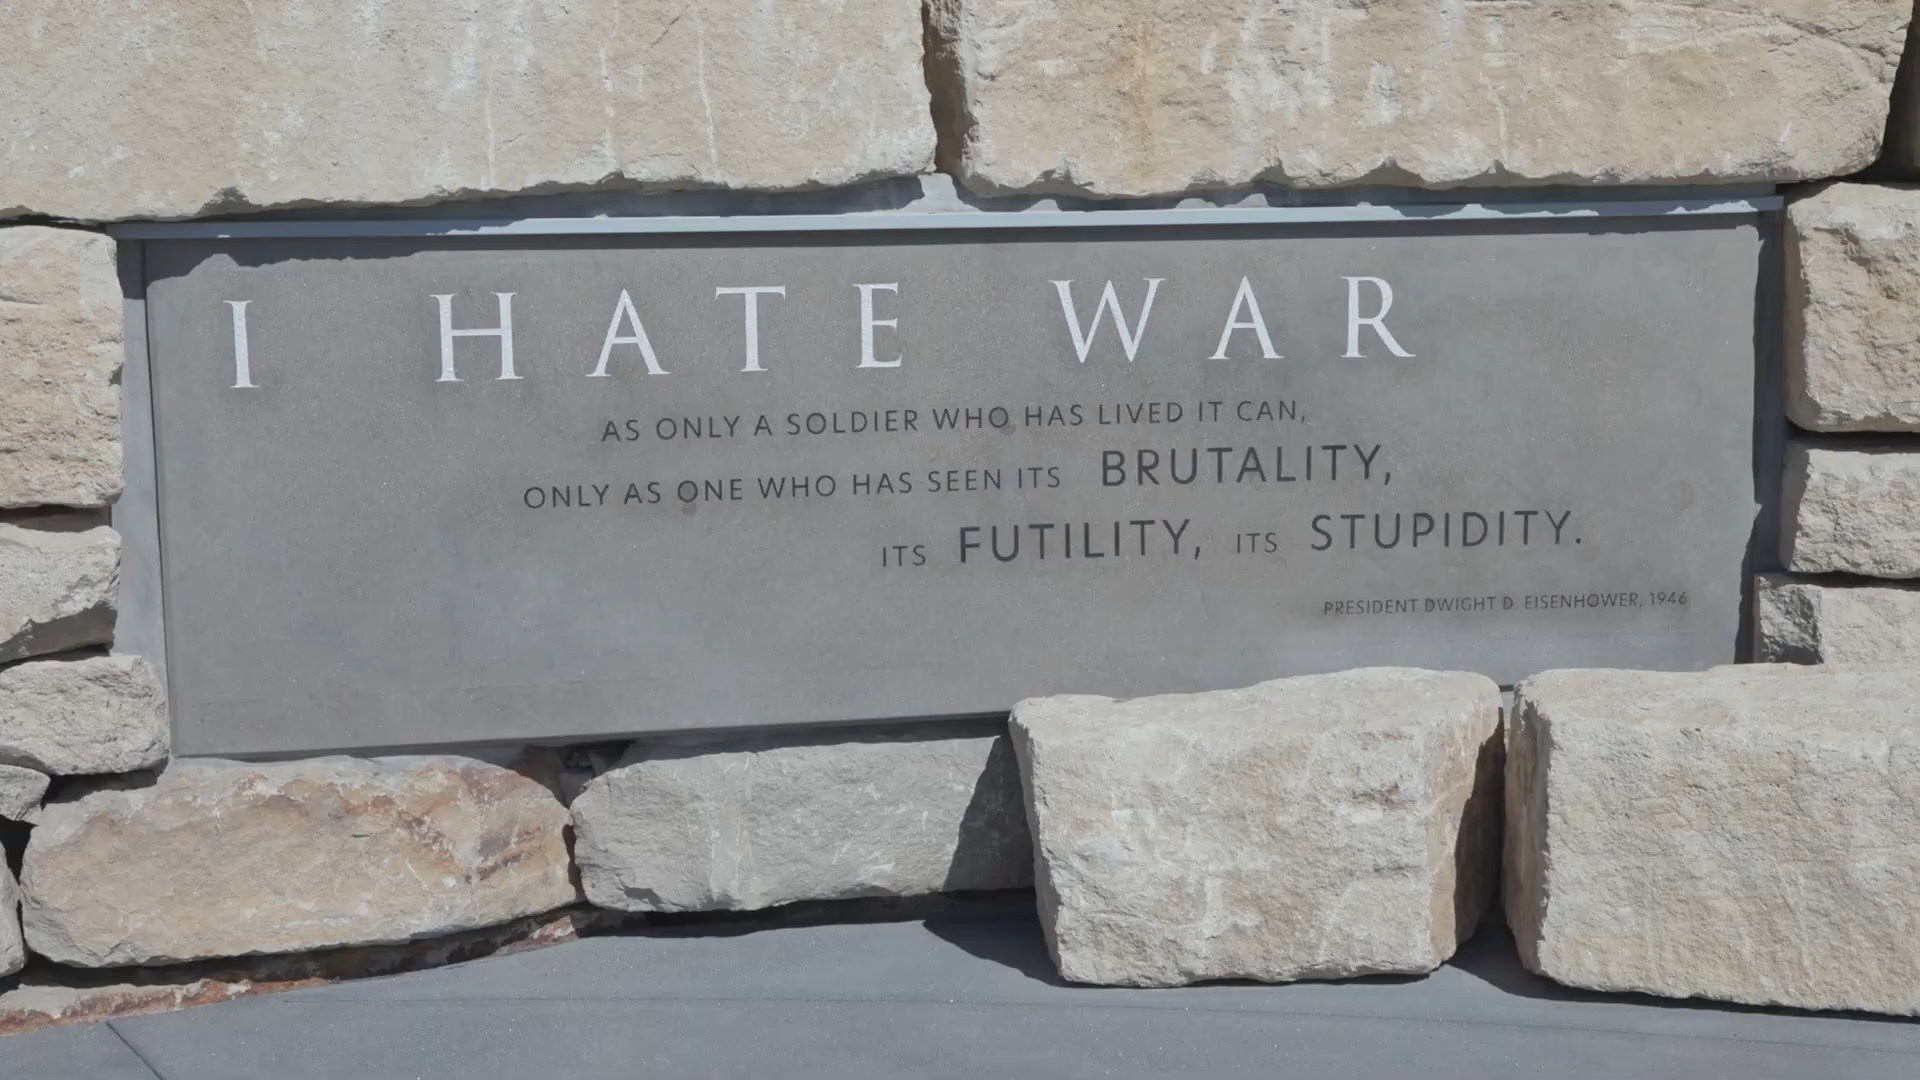 I HATE WAR
AS ONLY A SOLDIER WHO HAS LIVED IT CAN,
ONLY AS ONE WHO HAS SEEN ITS BRUTALITY,
ITS FUTILITY, ITS STUPIDITY.
PRESIDENT DWIGHT D. EISENHOWER, 1946